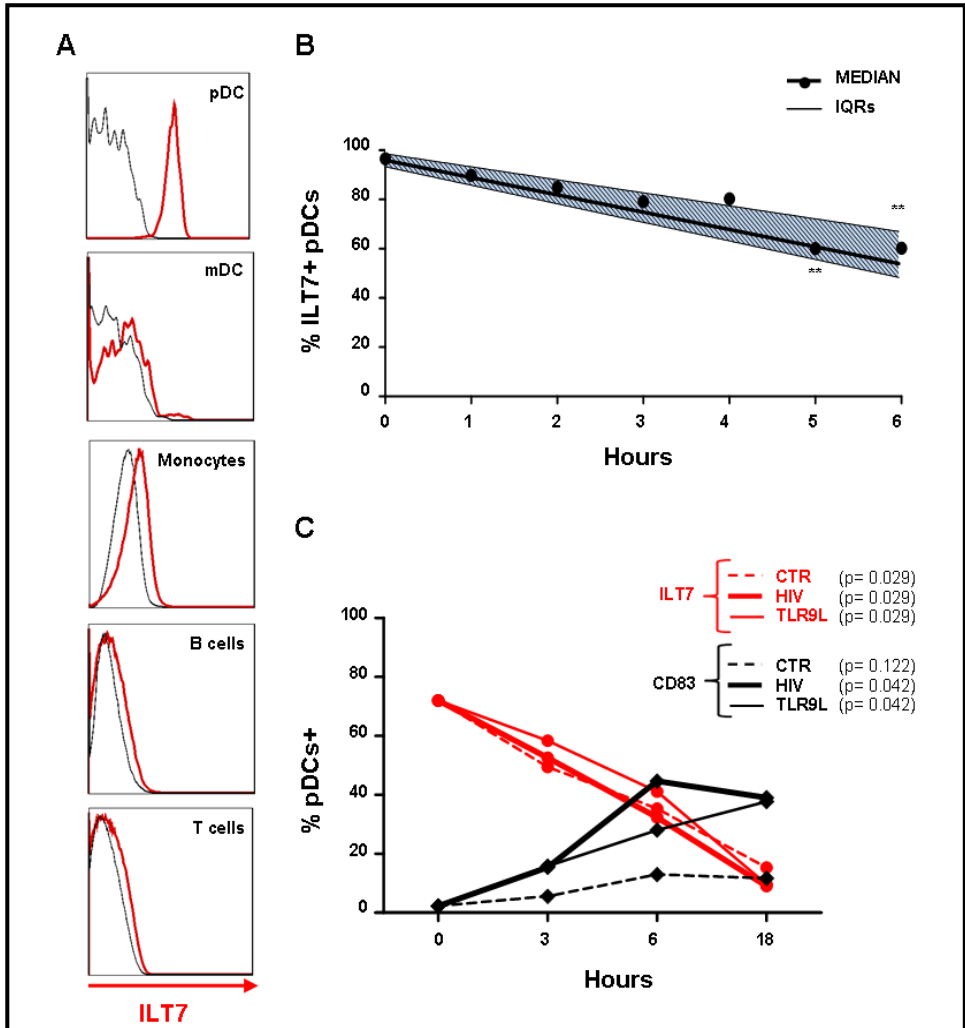 A
pDC
mDC
Monocytes
B cells
T cells
ILT7
B
MEDIAN
IQRs
% ILT7+ pDCs
100
80
60
40
20
0
**
**
0 1 2 3 4 5 6
Hours
C
ILT7
CTR (p= 0.029)
HIV (p= 0.029)
TLR9L (p= 0.029)
CD83
CTR (p= 0.122)
HIV (p= 0.042)
TLR9L (p= 0.042)
% pDCs+
100
80
60
40
20
0
0 3 6 18
Hours